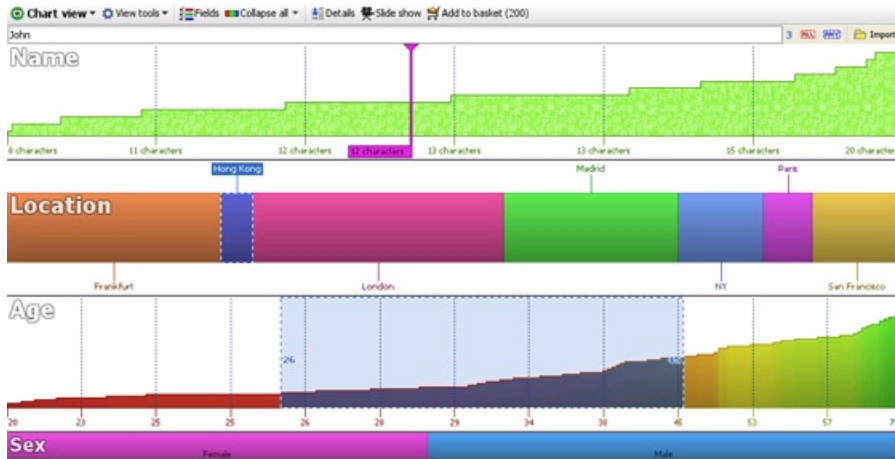 Chart view View tools Fields Collapse all Details Slide show Add to basket (200)
John 3 ALL ANY Import
Name
8 characters 11 characters 12 characters 12 characters 13 characters 13 characters 15 characters 20 characters
Hong Kong Madrid Paris
Location
Frankfurt London NY San Francisco
Age
26 45
20 23 25 25 26 28 29 34 38 45 53 57
Sex
Female Male